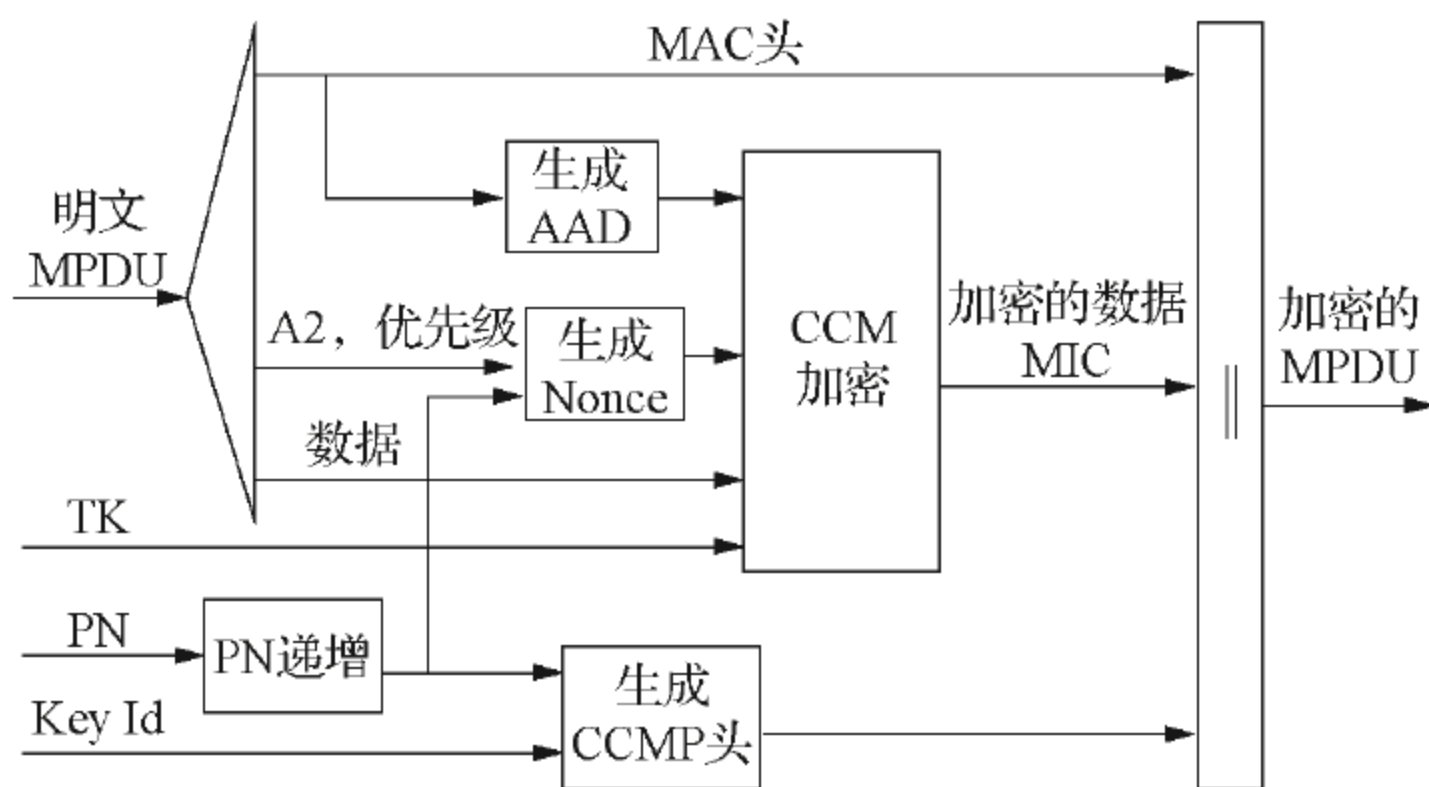 MAC头
生成
AAD
明文
MPDU
A2，优先级
生成
Nonce
CCM
加密
加密的数据
MIC
加密的
MPDU
||
数据
TK
PN
PN递增
Key Id
生成
CCMP头